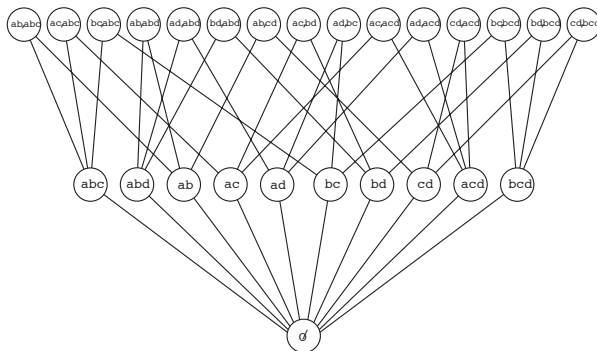 ab,abc ac,abc bc,abc ab,abd ad,abd bd,abd ab,cd ac,bd ad,bc ac,acd ad,acd cd,acd bc,bcd bd,bcd cd,bcd
abc abd ab ac ad bc bd cd acd bcd
∅